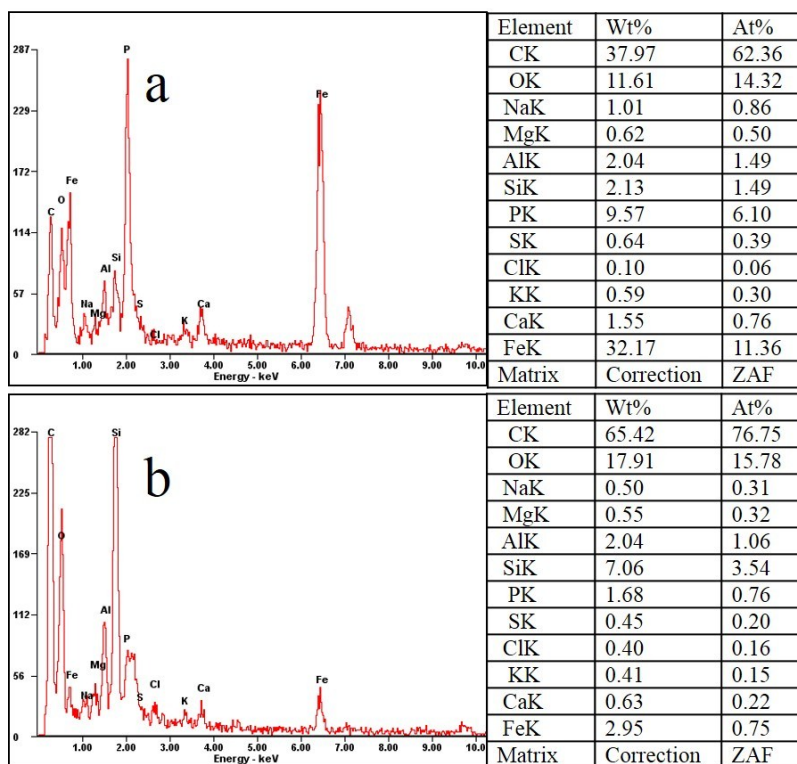 a
287
229
172
114
57
0
C
O
Fe
Na
Mg
Al
Si
P
S
Cl
K
Ca
Fe
1.00 2.00 3.00 4.00 5.00 6.00 7.00 8.00 9.00 10.0
Energy - keV
Element Wt% At%
CK 37.97 62.36
OK 11.61 14.32
NaK 1.01 0.86
MgK 0.62 0.50
AlK 2.04 1.49
SiK 2.13 1.49
PK 9.57 6.10
SK 0.64 0.39
ClK 0.10 0.06
KK 0.59 0.30
CaK 1.55 0.76
FeK 32.17 11.36
Matrix Correction ZAF
b
282
225
169
112
56
0
C
O
Fe
Na
Mg
Al
Si
P
S
Cl
K
Ca
Fe
1.00 2.00 3.00 4.00 5.00 6.00 7.00 8.00 9.00 10.0
Energy - keV
Element Wt% At%
CK 65.42 76.75
OK 17.91 15.78
NaK 0.50 0.31
MgK 0.55 0.32
AlK 2.04 1.06
SiK 7.06 3.54
PK 1.68 0.76
SK 0.45 0.20
ClK 0.40 0.16
KK 0.41 0.15
CaK 0.63 0.22
FeK 2.95 0.75
Matrix Correction ZAF